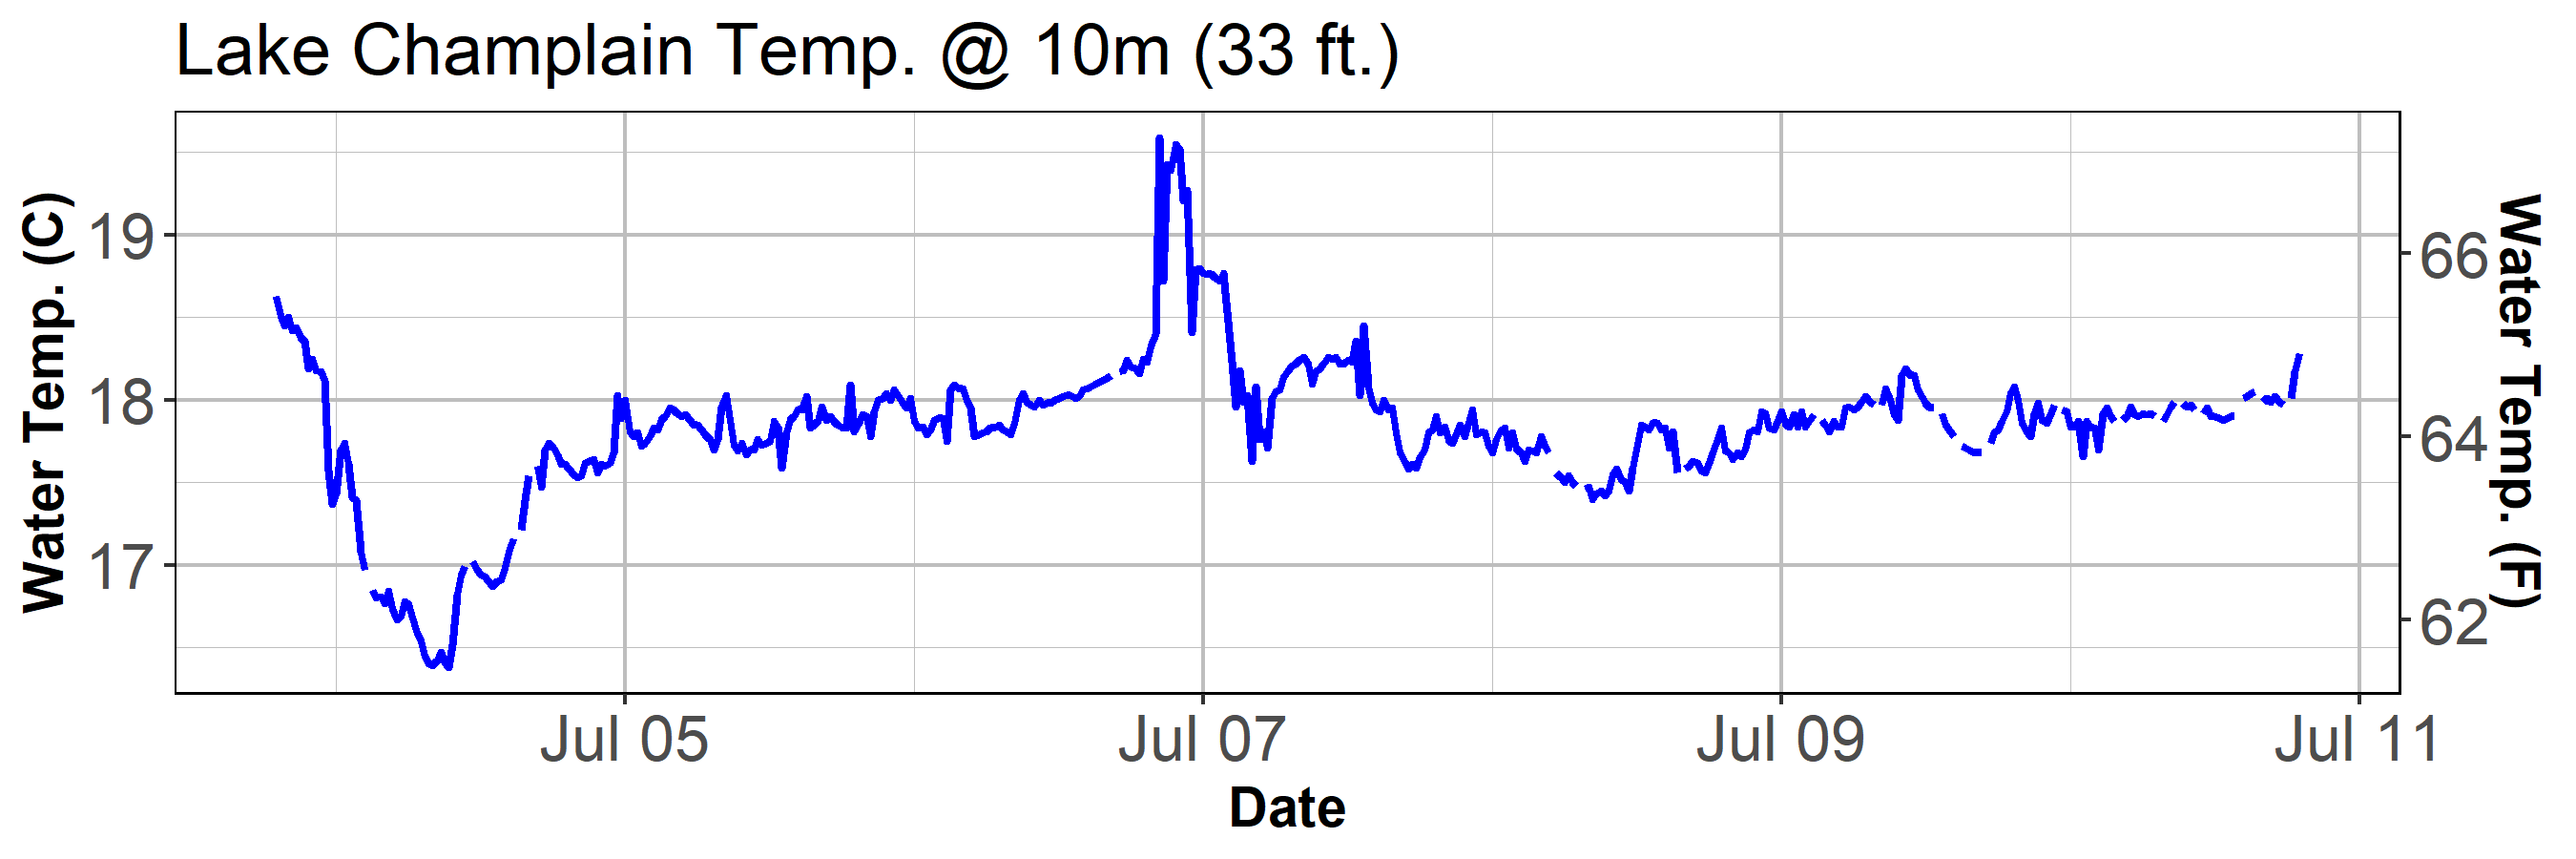 Lake Champlain Temp. @ 10m (33 ft.)
Water Temp. (C)
19
18
17
66
64
62
Water Temp. (F)
Jul 05 Jul 07 Jul 09 Jul 11
Date